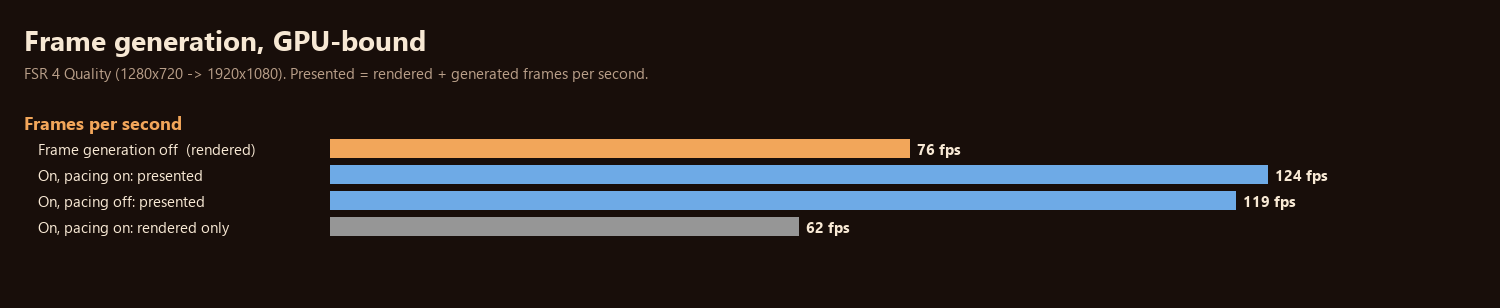 Frame generation, GPU-bound
FSR 4 Quality (1280x720 -> 1920x1080). Presented = rendered + generated frames per second.
Frames per second
Frame generation off (rendered) 76 fps
On, pacing on: presented 124 fps
On, pacing off: presented 119 fps
On, pacing on: rendered only 62 fps